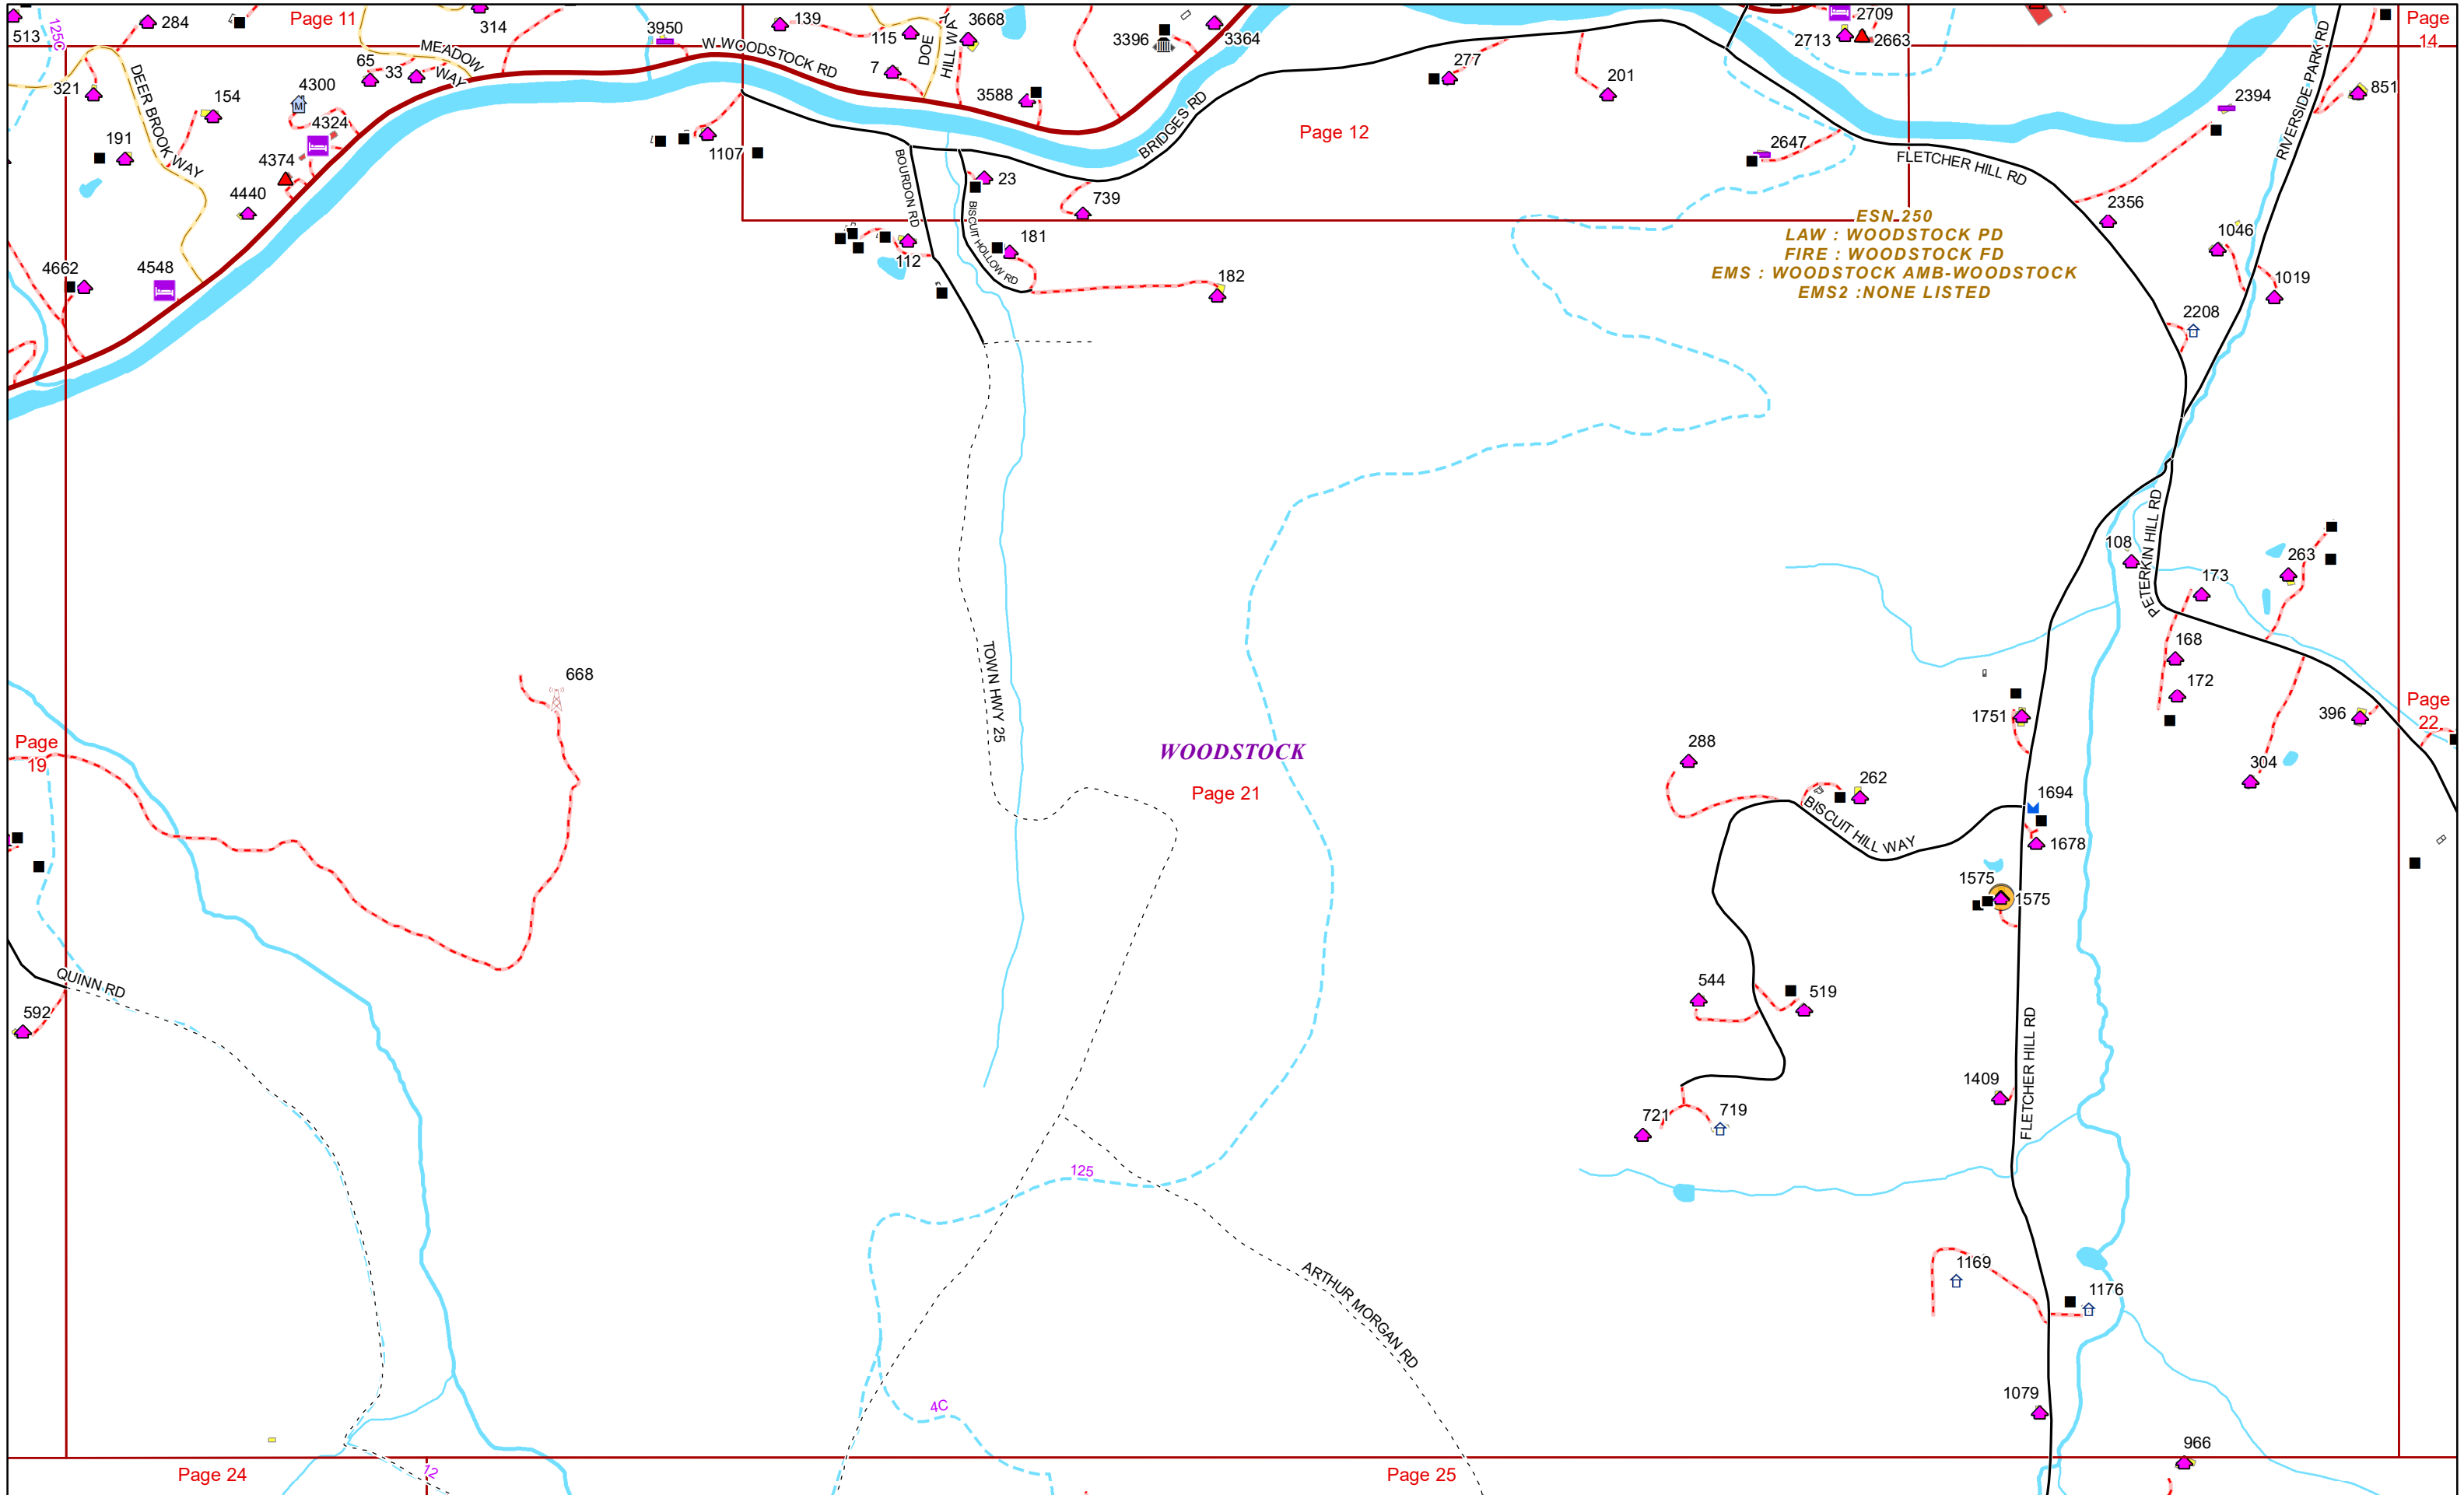 513
125C
284
Page 11
314
3950
139
115
DOE
HILL WAY
3668
3396
3364
2709
2713
2663
Page
14
321
DEER BROOK WAY
65
33
MEADOW
WAY
W WOODSTOCK RD
7
3588
BRIDGES RD
277
201
Page 12
2647
FLETCHER HILL RD
2394
RIVERSIDE PARK RD
851
154
4300
4324
191
4374
4440
1107
BOURDON RD
23
BISCUIT HOLLOW RD
739
2356
4662
4548
112
181
182
ESN 250
LAW : WOODSTOCK PD
FIRE : WOODSTOCK FD
EMS : WOODSTOCK AMB-WOODSTOCK
EMS2 :NONE LISTED
1046
1019
2208
PETERKIN HILL RD
108
173
263
168
172
396
304
Page
22
668
TOWN HWY 25
WOODSTOCK
Page 21
Page
19
288
262
BISCUIT HILL WAY
1751
1694
1678
1575
1575
QUINN RD
592
544
519
FLETCHER HILL RD
1409
721
719
125
ARTHUR MORGAN RD
1169
1176
4C
1079
966
Page 24
12
Page 25